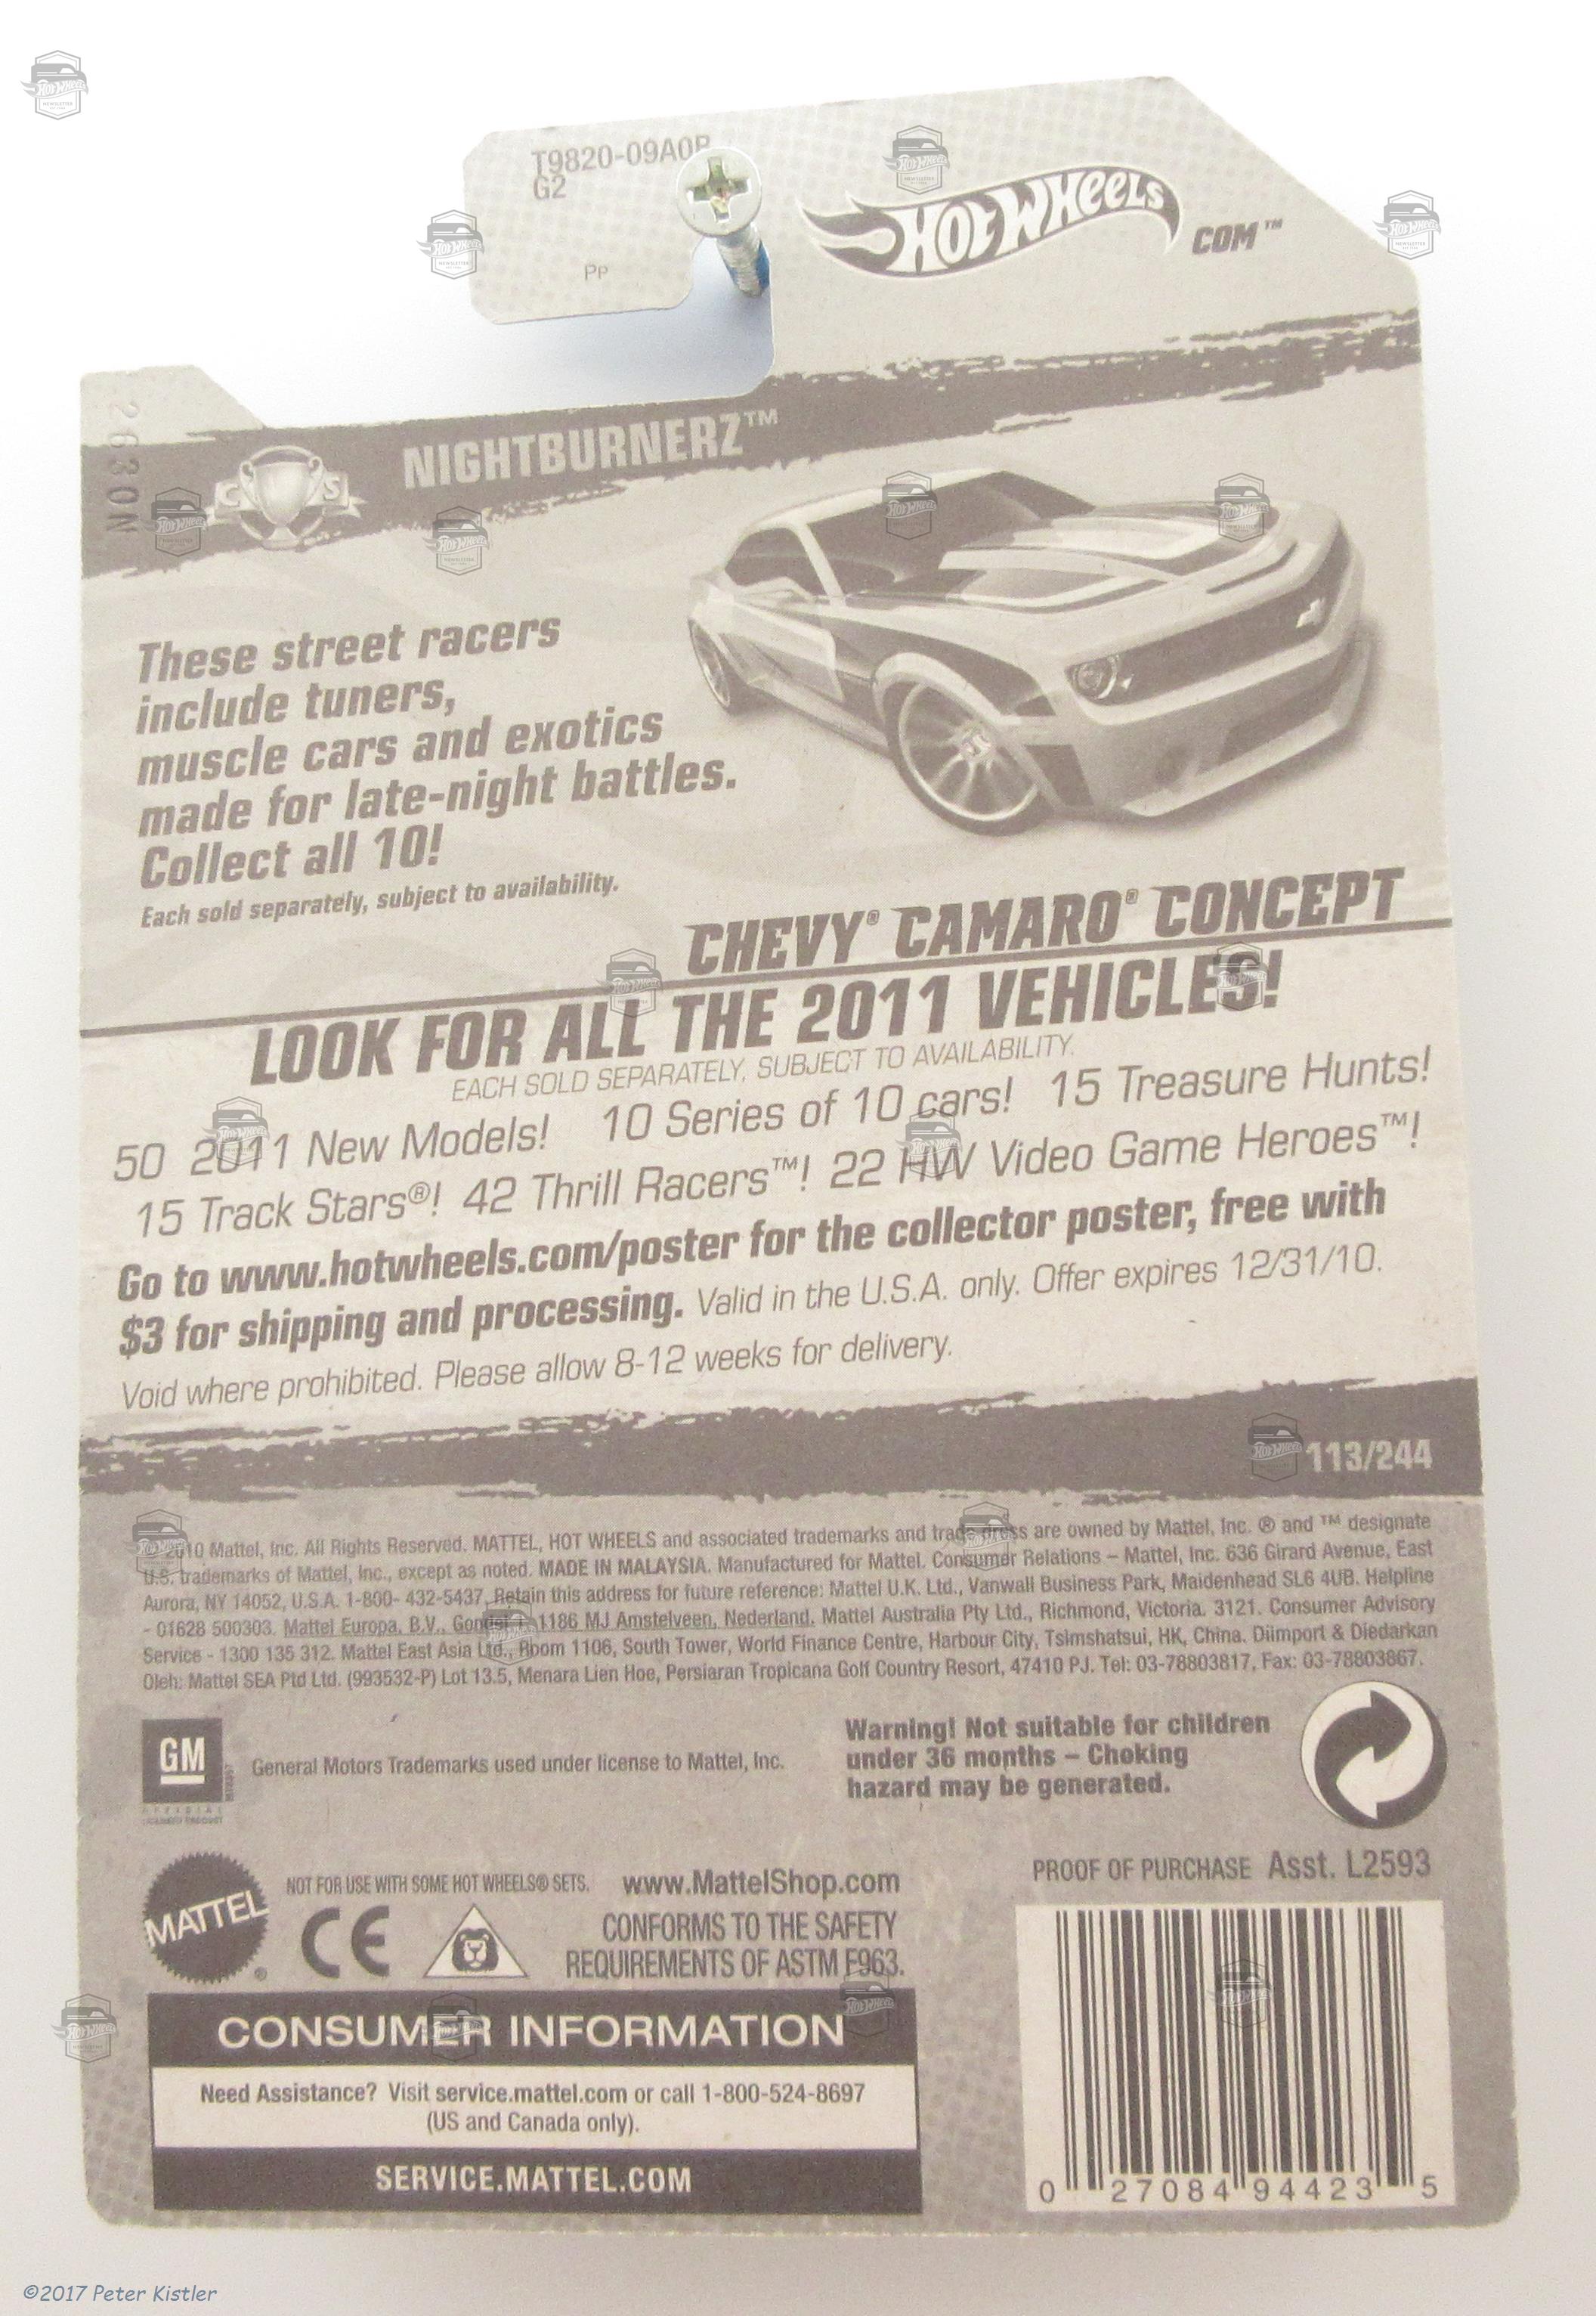 T9820-09A0B
G2
Pp
HOT WHEELS
COM™
2630N
C S
NIGHTBURNERZ™
These street racers
include tuners,
muscle cars and exotics
made for late-night battles.
Collect all 10!
Each sold separately, subject to availability.
CHEVY® CAMARO® CONCEPT
LOOK FOR ALL THE 2011 VEHICLES!
EACH SOLD SEPARATELY, SUBJECT TO AVAILABILITY.
50 2011 New Models! 10 Series of 10 cars! 15 Treasure Hunts!
15 Track Stars®! 42 Thrill Racers™! 22 HW Video Game Heroes™!
Go to www.hotwheels.com/poster for the collector poster, free with
$3 for shipping and processing. Valid in the U.S.A. only. Offer expires 12/31/10.
Void where prohibited. Please allow 8-12 weeks for delivery.
113/244
2010 Mattel, Inc. All Rights Reserved. MATTEL, HOT WHEELS and associated trademarks and trade dress are owned by Mattel, Inc. ® and ™ designate
U.S. trademarks of Mattel, Inc., except as noted. MADE IN MALAYSIA. Manufactured for Mattel. Consumer Relations – Mattel, Inc. 636 Girard Avenue, East
Aurora, NY 14052, U.S.A. 1-800- 432-5437. Retain this address for future reference: Mattel U.K. Ltd., Vanwall Business Park, Maidenhead SL6 4UB. Helpline
- 01628 500303. Mattel Europa, B.V., 1186 MJ Amstelveen, Nederland. Mattel Australia Pty Ltd., Richmond, Victoria. 3121. Consumer Advisory
Service - 1300 135 312. Mattel East Asia Ltd., Room 1106, South Tower, World Finance Centre, Harbour City, Tsimshatsui, HK, China. Diimport & Diedarkan
Oleh: Mattel SEA Ptd Ltd. (993532-P) Lot 13.5, Menara Lien Hoe, Persiaran Tropicana Golf Country Resort, 47410 PJ. Tel: 03-78803817, Fax: 03-78803867.
GM
OFFICIAL
LICENSED PRODUCT
General Motors Trademarks used under license to Mattel, Inc.
Warning! Not suitable for children
under 36 months – Choking
hazard may be generated.
MATTEL®
NOT FOR USE WITH SOME HOT WHEELS® SETS. www.MattelShop.com
CE
CONFORMS TO THE SAFETY
REQUIREMENTS OF ASTM F963.
PROOF OF PURCHASE Asst. L2593
CONSUMER INFORMATION
Need Assistance? Visit service.mattel.com or call 1-800-524-8697
(US and Canada only).
SERVICE.MATTEL.COM
0 27084 94423 5
©2017 Peter Kistler